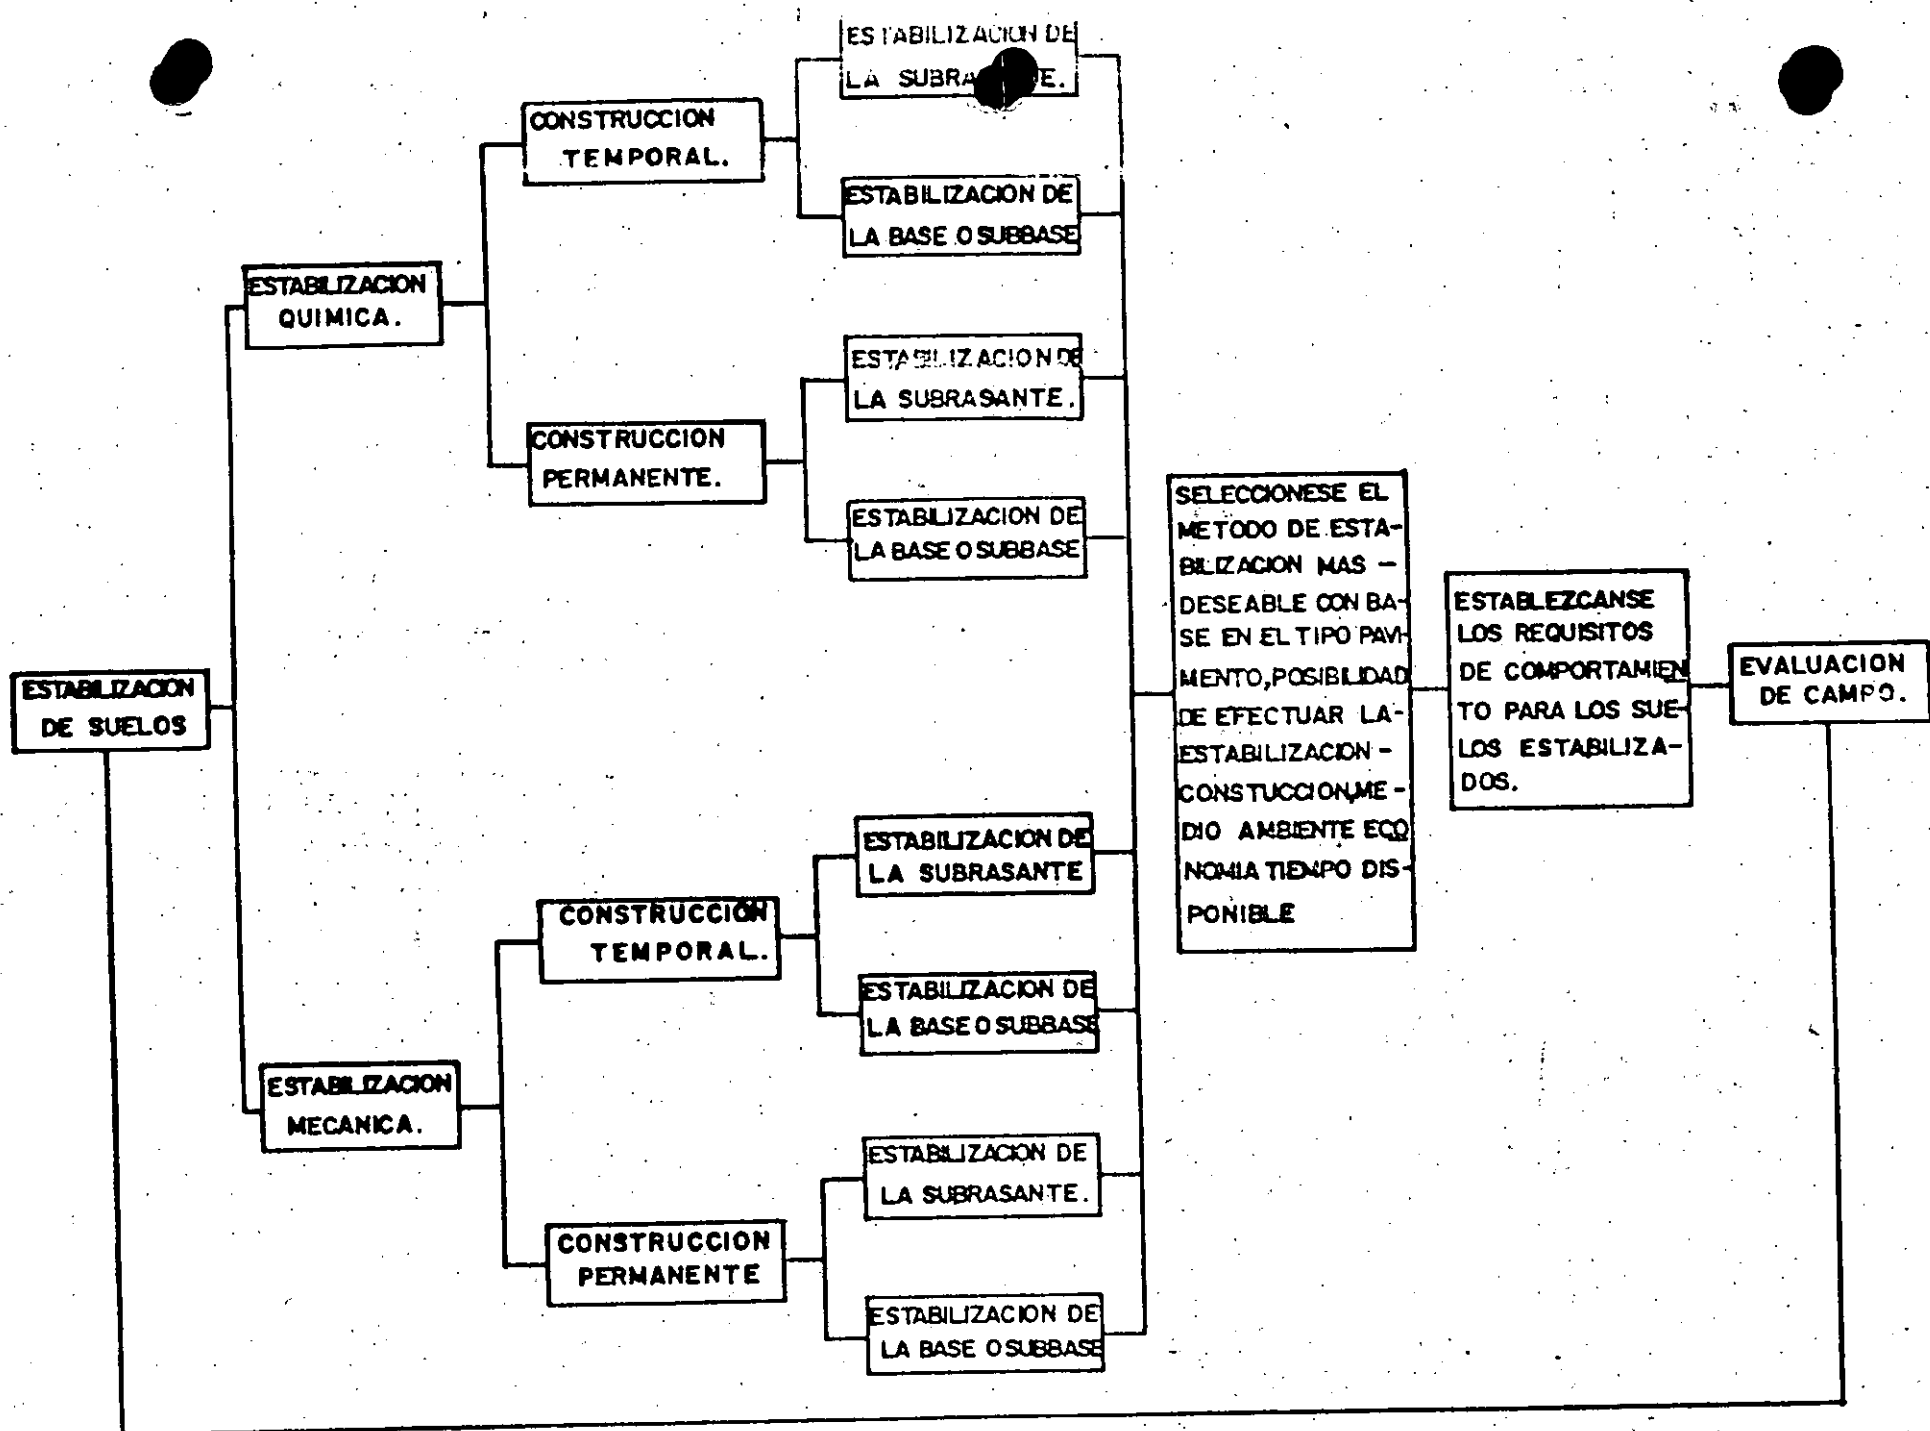 ESTABILIZACION
DE SUELOS
ESTABILIZACION
QUIMICA.
CONSTRUCCION
TEMPORAL.
ESTABILIZACION DE
LA
ESTABILIZACION DE
LA BASE O SUBBASE
CONSTRUCCION
PERMANENTE.
ESTABILIZACION DE
LA SUBRASANTE.
ESTABILIZACION DE
LA BASE O SUBBASE
ESTABILIZACION
MECANICA.
CONSTRUCCIÓN
TEMPORAL.
ESTABILIZACION DE
LA SUBRASANTE
ESTABILIZACION DE
LA BASE O SUBBASE
CONSTRUCCION
PERMANENTE
ESTABILIZACION DE
LA SUBRASANTE.
ESTABILIZACION DE
LA BASE O SUBBASE
SELECCIONESE EL
METODO DE ESTA-
BILIZACION MAS -
DESEABLE CON BA-
SE EN EL TIPO PAVI-
MENTO, POSIBILIDAD
DE EFECTUAR LA-
ESTABILIZACION -
CONSTUCCION, ME-
DIO AMBIENTE ECO
NOMIA TIEMPO DIS-
PONIBLE
ESTABLEZCANSE
LOS REQUISITOS
DE COMPORTAMIEN
TO PARA LOS SUE-
LOS ESTABILIZA-
DOS.
EVALUACION
DE CAMPO.